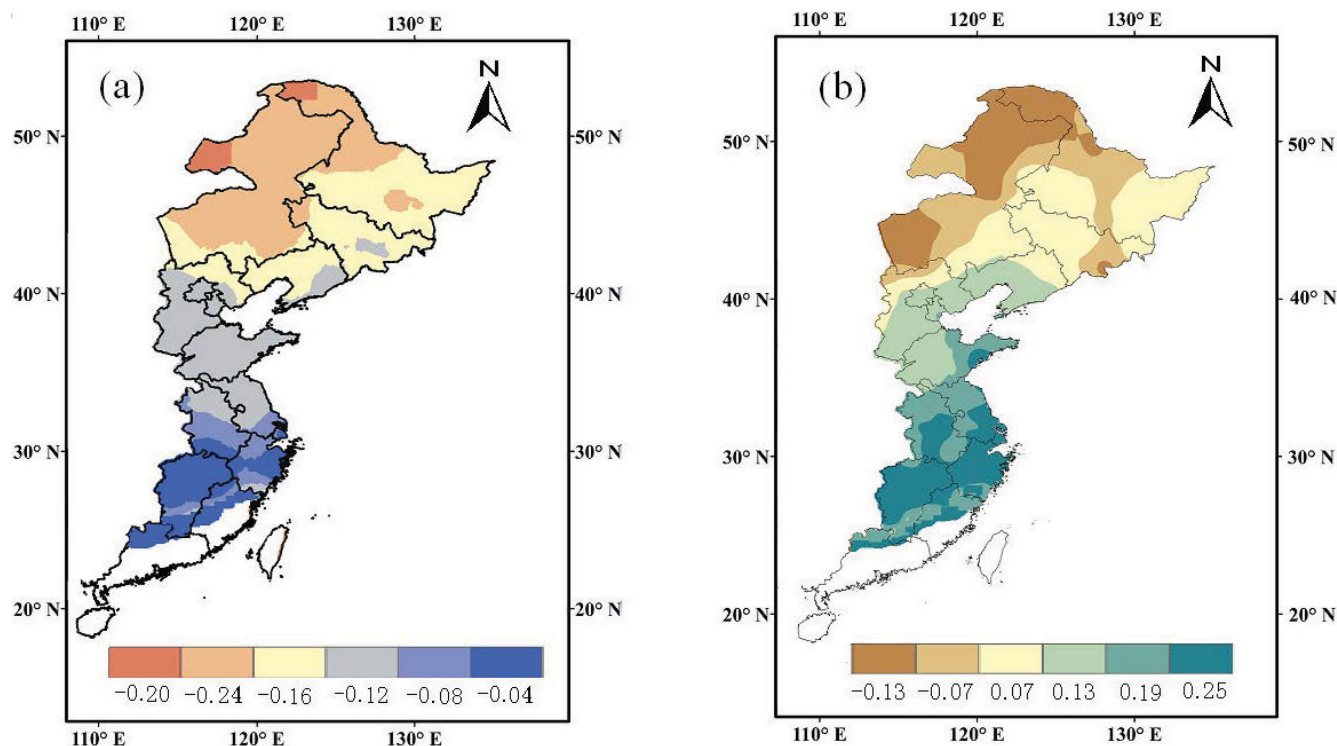 110° E 120° E 130° E
(a)
N
50° N 50° N
40° N 40° N
30° N 30° N
20° N 20° N
-0.20 -0.24 -0.16 -0.12 -0.08 -0.04
110° E 120° E 130° E
110° E 120° E 130° E
(b)
N
50° N 50° N
40° N 40° N
30° N 30° N
20° N 20° N
-0.13 -0.07 0.07 0.13 0.19 0.25
110° E 120° E 130° E